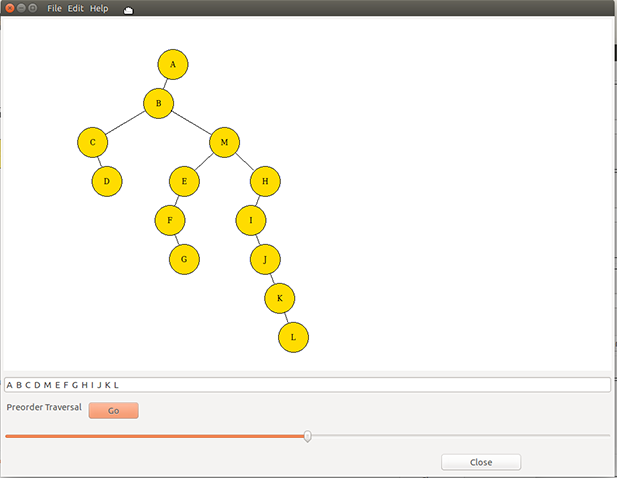 File Edit Help
A
B
C M
D E H
F I
G J
K
L
A B C D M E F G H I J K L
Preorder Traversal Go
Close